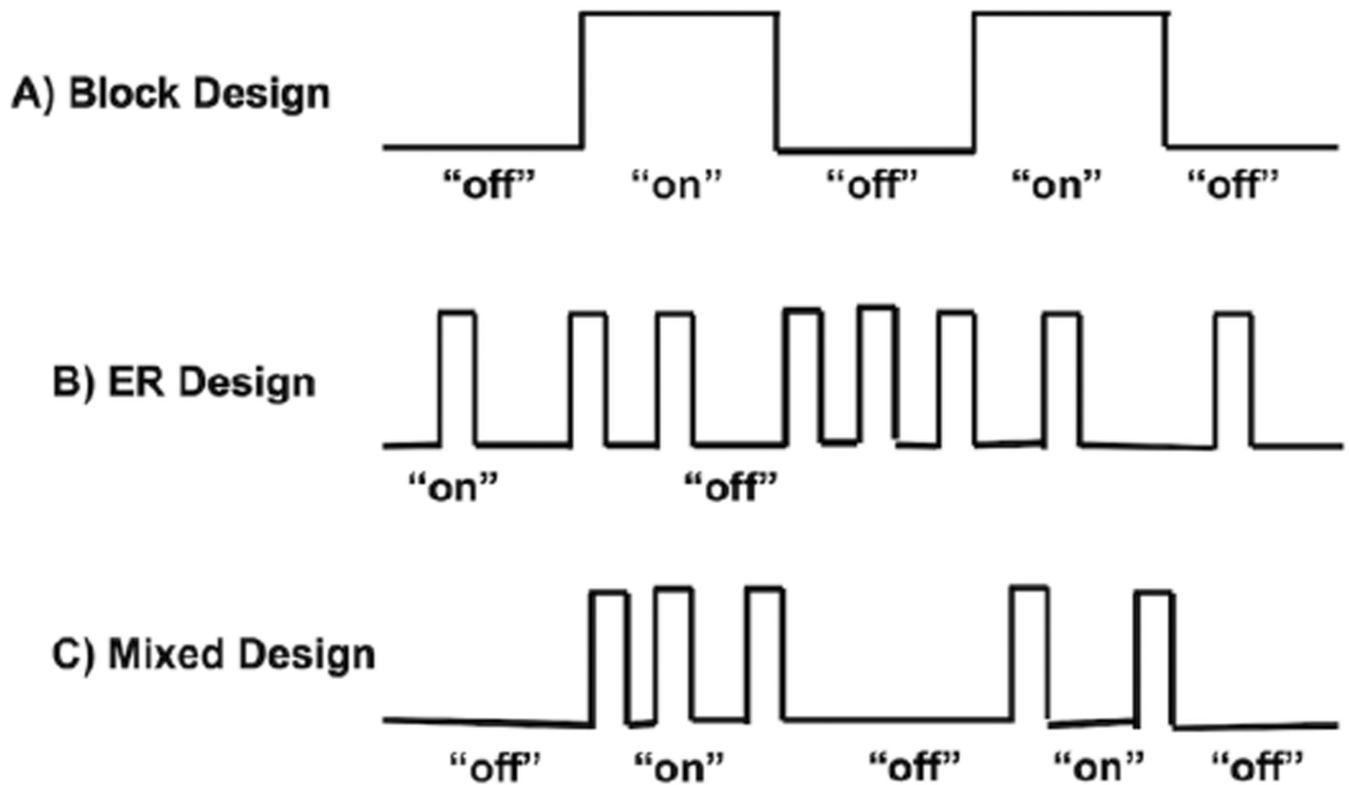 A) Block Design
“off” “on” “off” “on” “off”
B) ER Design
“on” “off”
C) Mixed Design
“off” “on” “off” “on” “off”